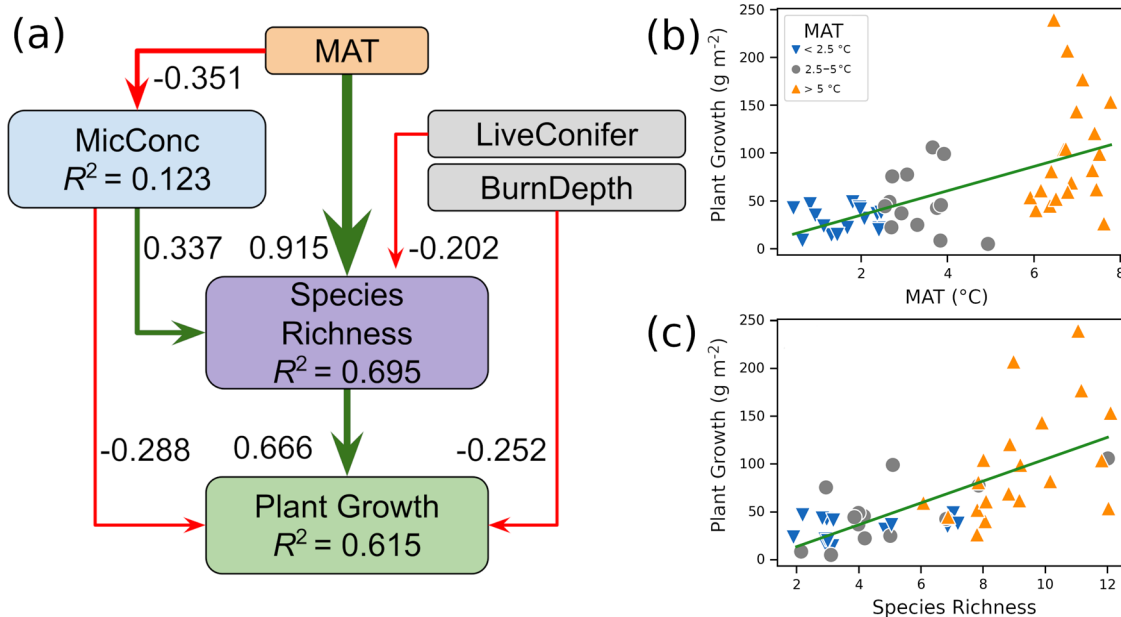 (a)
MAT
-0.351
MicConc
R² = 0.123
LiveConifer
BurnDepth
0.337
0.915
-0.202
Species
Richness
R² = 0.695
-0.288
0.666
-0.252
Plant Growth
R² = 0.615
(b)
Plant Growth (g m⁻²)
250
200
150
100
50
0
MAT
< 2.5 °C
2.5–5°C
> 5 °C
2 4 6 8
MAT (°C)
(c)
Plant Growth (g m⁻²)
250
200
150
100
50
0
2 4 6 8 10 12
Species Richness